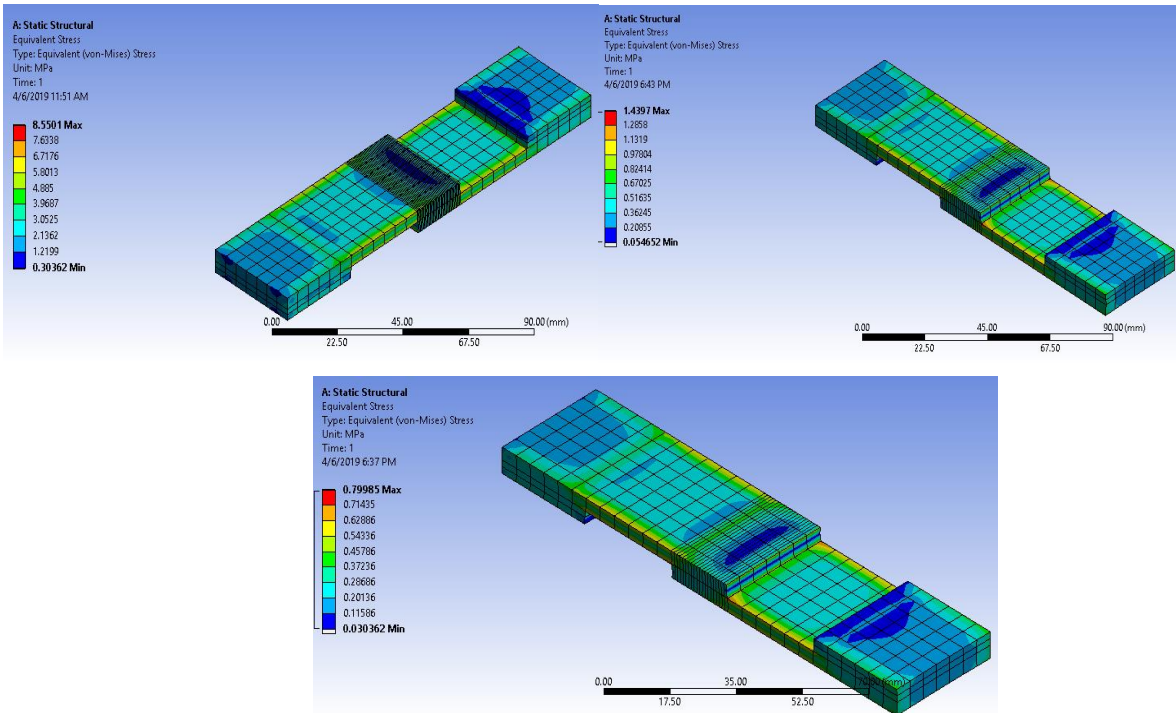 A: Static Structural
Equivalent Stress
Type: Equivalent (von-Mises) Stress
Unit: MPa
Time: 1
4/6/2019 11:51 AM
8.5501 Max
7.6338
6.7176
5.8013
4.885
3.9687
3.0525
2.1362
1.2199
0.30362 Min
0.00 45.00 90.00 (mm)
22.50 67.50
A: Static Structural
Equivalent Stress
Type: Equivalent (von-Mises) Stress
Unit: MPa
Time: 1
4/6/2019 6:43 PM
1.4397 Max
1.2858
1.1319
0.97804
0.82414
0.67025
0.51635
0.36245
0.20855
0.054652 Min
0.00 45.00 90.00 (mm)
22.50 67.50
A: Static Structural
Equivalent Stress
Type: Equivalent (von-Mises) Stress
Unit: MPa
Time: 1
4/6/2019 6:37 PM
0.79985 Max
0.71435
0.62886
0.54336
0.45786
0.37236
0.28686
0.20136
0.11586
0.030362 Min
0.00 35.00 70.00 (mm)
17.50 52.50